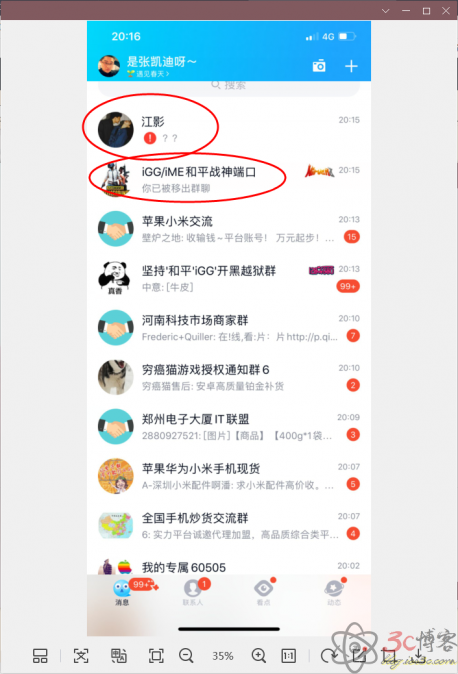 20:16
4G
是张凯迪呀～
遇见春天>
搜索
江影
20:15
! ? ?
iGG/iME和平战神端口
20:15
你已被移出群聊
苹果小米交流
20:13
壁炉之地: 收输钱~平台账号! 万元起步! ...
15
坚持'和平'iGG'开黑越狱群
20:13
中意: [牛皮]
99+
真香
河南科技市场商家群
20:10
Frederic+Quiller: 在!线,看:片: 片http://p.qi...
7
穷癌猫游戏授权通知群6
20:10
穷癌猫售后: 安卓高质量铂金补货
2
郑州电子大厦IT联盟
20:09
2880927521: [图片]【商品】【400g*1袋...
3
苹果华为小米手机现货
20:07
A-深圳小米配件啊潘: 求小米配件高价收, ...
5
全国手机炒货交流群
20:07
6: 实力平台诚邀代理加盟, 高品质综合类平...
4
我的专属60505
20:02
99+
1
消息
联系人
看点
动态
35%
1:1
3c博客